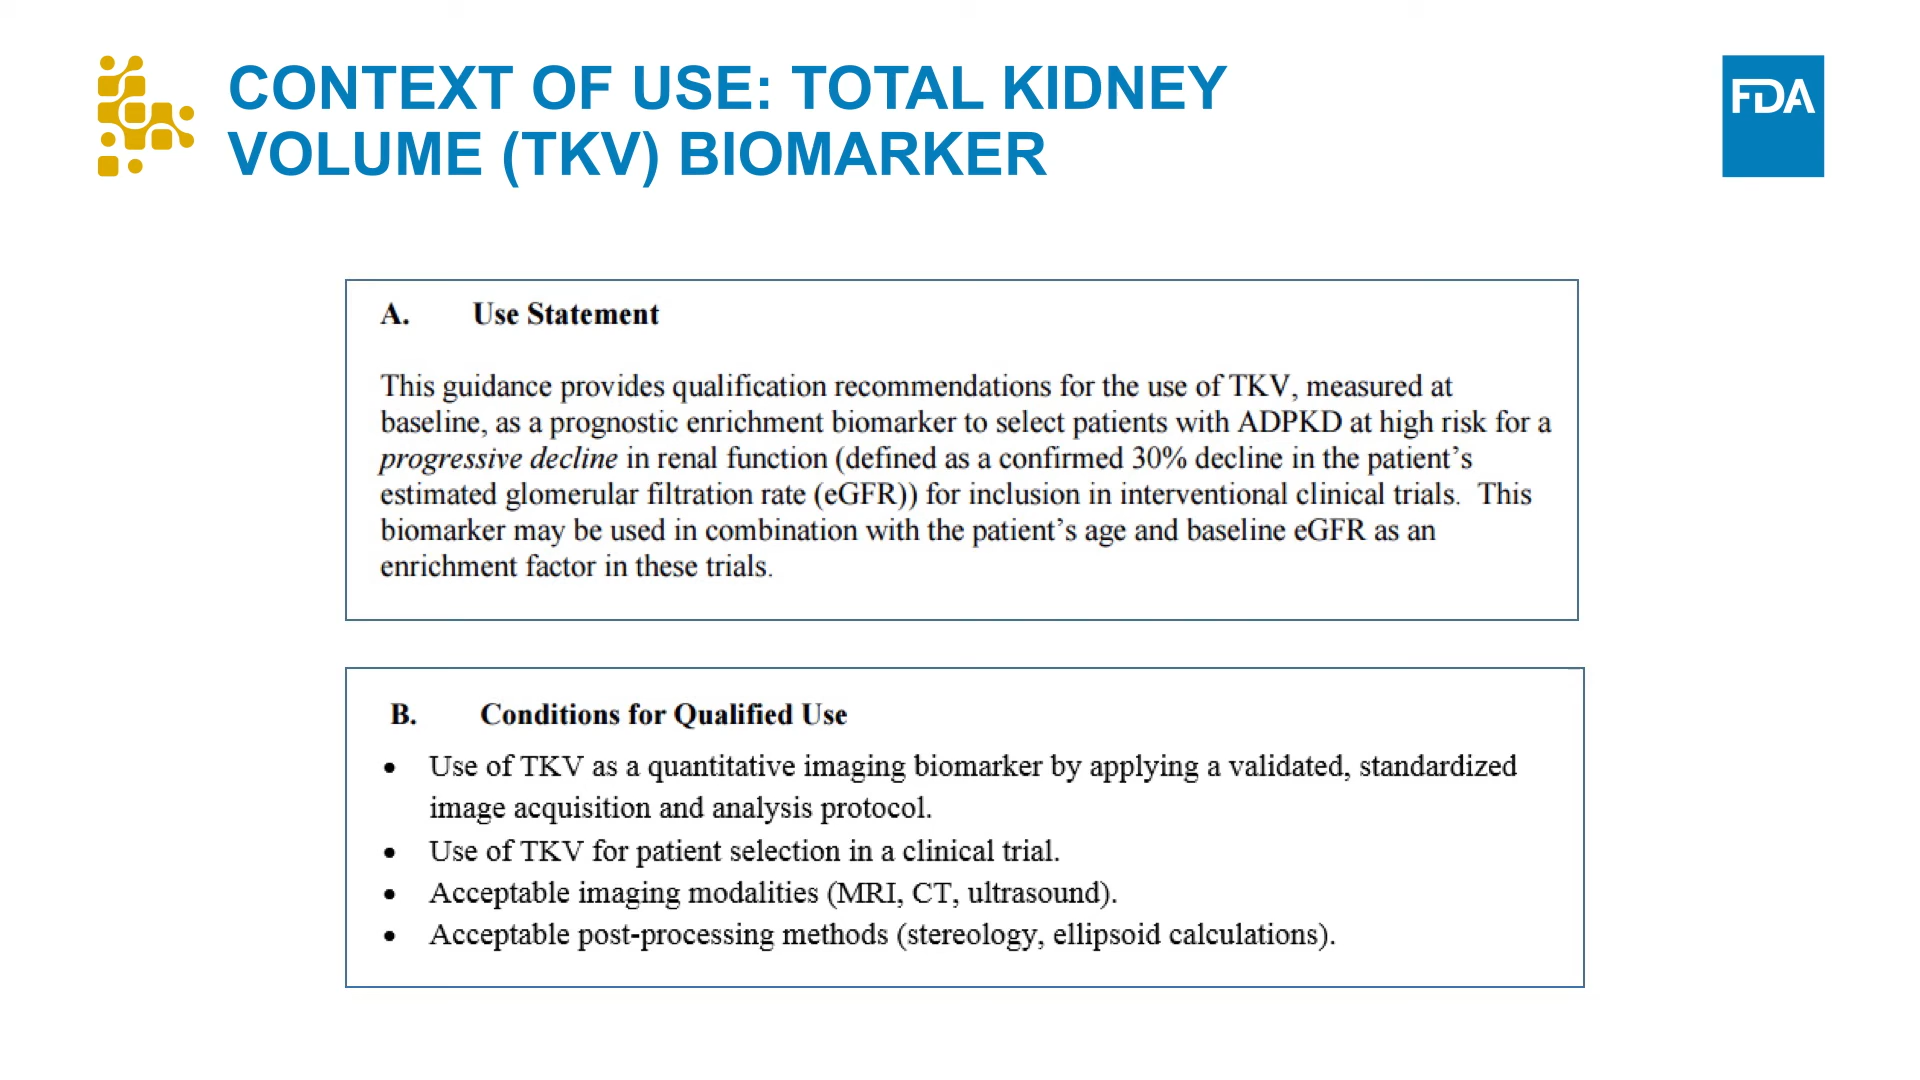 CONTEXT OF USE: TOTAL KIDNEY
VOLUME (TKV) BIOMARKER
FDA
A. Use Statement
This guidance provides qualification recommendations for the use of TKV, measured at
baseline, as a prognostic enrichment biomarker to select patients with ADPKD at high risk for a
progressive decline in renal function (defined as a confirmed 30% decline in the patient’s
estimated glomerular filtration rate (eGFR)) for inclusion in interventional clinical trials.  This
biomarker may be used in combination with the patient’s age and baseline eGFR as an
enrichment factor in these trials.
B. Conditions for Qualified Use
• Use of TKV as a quantitative imaging biomarker by applying a validated, standardized
image acquisition and analysis protocol.
• Use of TKV for patient selection in a clinical trial.
• Acceptable imaging modalities (MRI, CT, ultrasound).
• Acceptable post-processing methods (stereology, ellipsoid calculations).